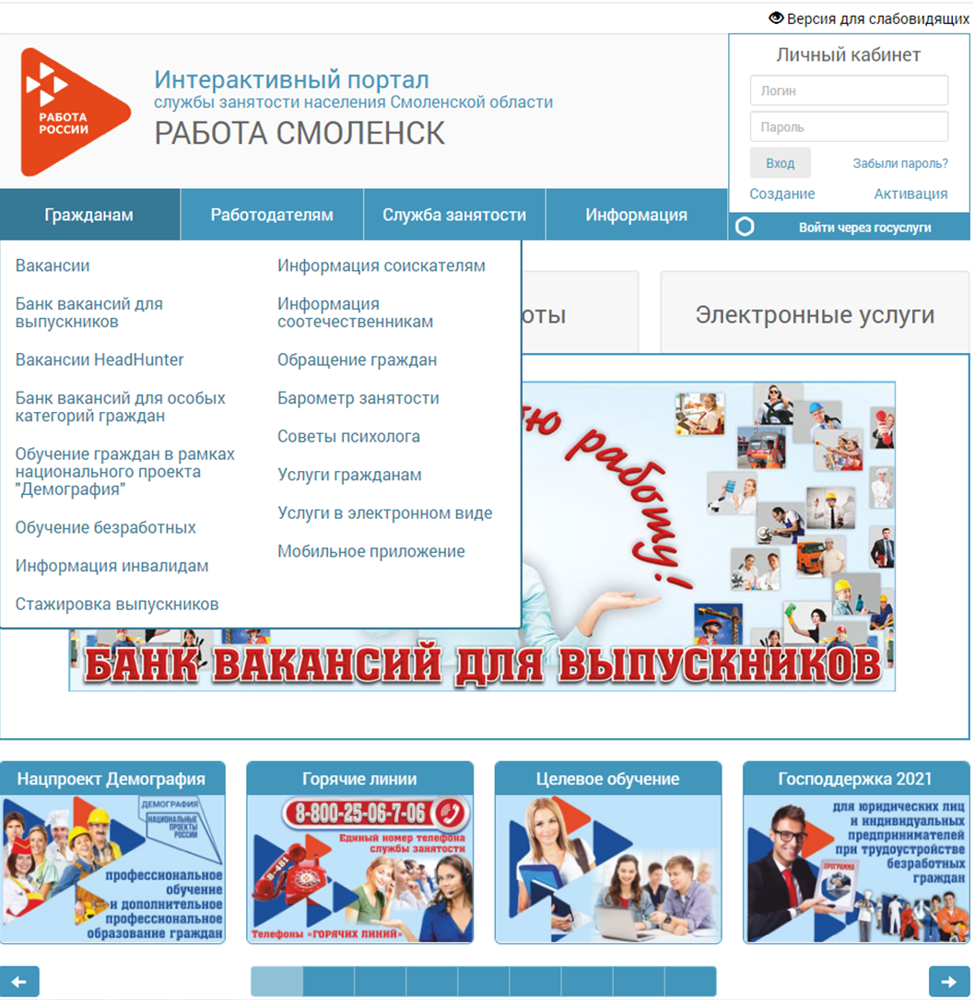 Версия для слабовидящих
РАБОТА
РОССИИ
Интерактивный портал
службы занятости населения Смоленской области
РАБОТА СМОЛЕНСК
Личный кабинет
Логин
Пароль
Вход
Забыли пароль?
Создание
Активация
Войти через госуслуги
Гражданам
Работодателям
Служба занятости
Информация
Вакансии
Банк вакансий для
выпускников
Вакансии HeadHunter
Банк вакансий для особых
категорий граждан
Обучение граждан в рамках
национального проекта
"Демография"
Обучение безработных
Информация инвалидам
Стажировка выпускников
Информация соискателям
Информация
соотечественникам
Обращение граждан
Барометр занятости
Советы психолога
Услуги гражданам
Услуги в электронном виде
Мобильное приложение
оты
Электронные услуги
ю работу!
БАНК ВАКАНСИЙ ДЛЯ ВЫПУСКНИКОВ
Нацпроект Демография
ДЕМОГРАФИЯ
НАЦИОНАЛЬНЫЕ
ПРОЕКТЫ
РОССИИ
профессиональное
обучение
и дополнительное
профессиональное
образование граждан
Горячие линии
8-800-25-06-7-06
Единый номер телефона
службы занятости
Телефоны «ГОРЯЧИХ ЛИНИЙ»
Целевое обучение
Господдержка 2021
для юридических лиц
и индивидуальных
предпринимателей
при трудоустройстве
безработных
граждан
ПРОГРАММА